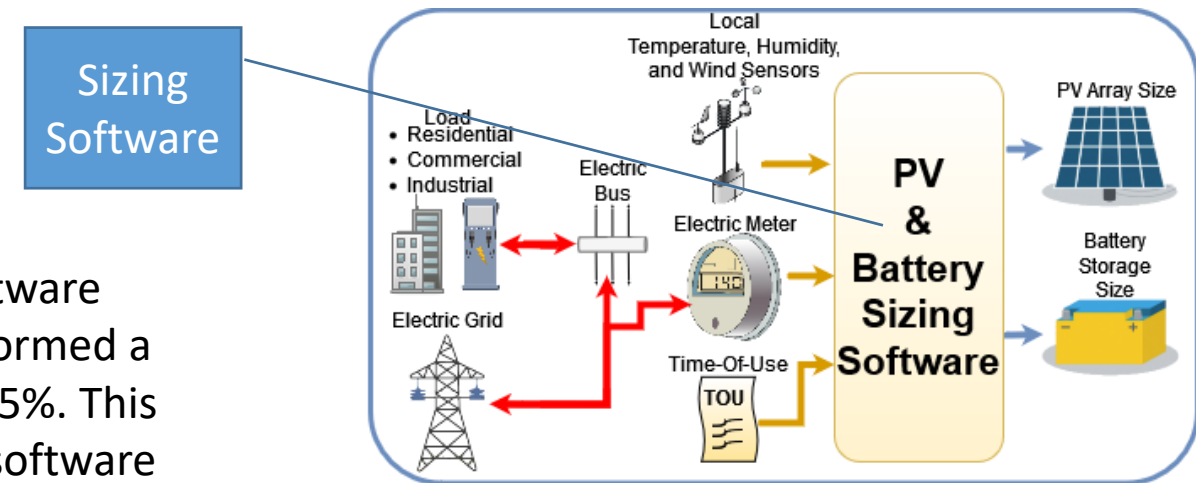 Sizing
Software
tware
ormed a
5%. This
software
Local
Temperature, Humidity,
and Wind Sensors
Load
• Residential
• Commercial
• Industrial
Electric
Bus
Electric Meter
140
Electric Grid
Time-Of-Use
TOU
PV
&
Battery
Sizing
Software
PV Array Size
Battery
Storage
Size
- +